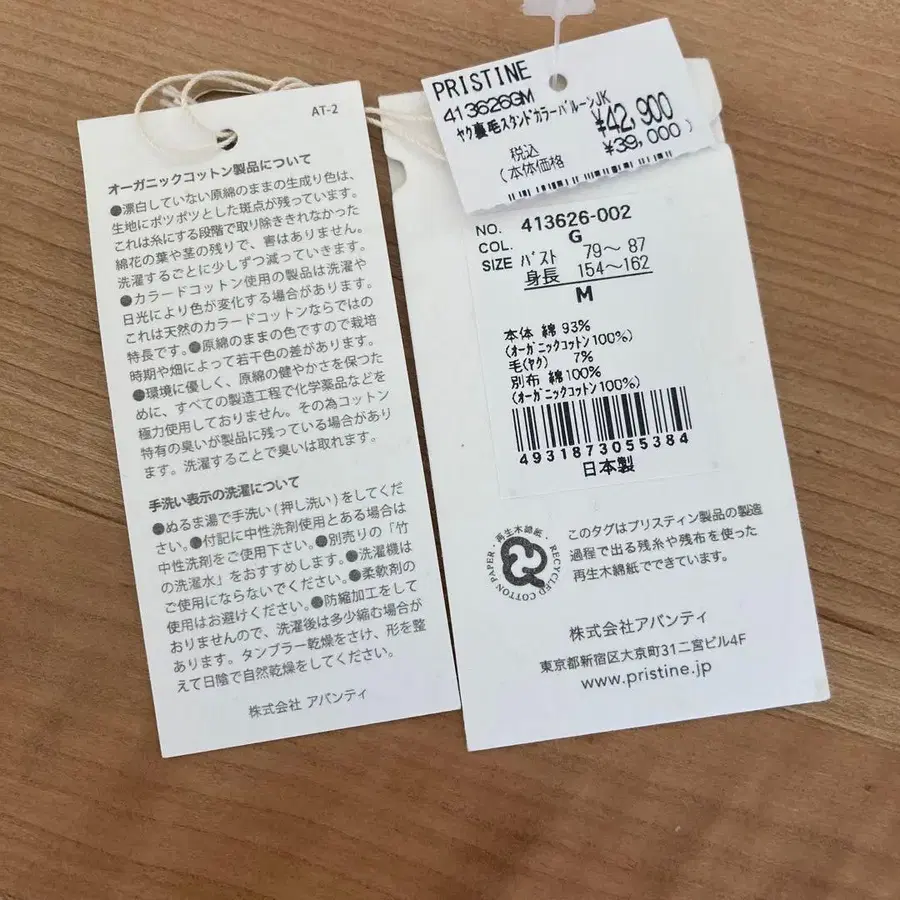 AT-2
オーガニックコットン製品について
●漂白していない原綿のままの生成り色は、
生地にポツポツとした斑点が残っています。
これは糸にする段階で取り除ききれなかった
綿花の葉や茎の残りで、害はありません。
洗濯するごとに少しずつ減っていきます。
●カラードコットン使用の製品は洗濯や
日光により色が変化する場合があります。
これは天然のカラードコットンならではの
特長です。●原綿のままの色ですので栽培
時期や畑によって若干色の差があります。
●環境に優しく、原綿の健やかさを保つた
めに、すべての製造工程で化学薬品などを
極力使用しておりません。その為コットン
特有の臭いが製品に残っている場合があり
ます。洗濯することで臭いは取れます。
手洗い表示の洗濯について
●ぬるま湯で手洗い(押し洗い)をしてくだ
さい。●付記に中性洗剤使用とある場合は
中性洗剤をご使用下さい。●別売りの「竹
の洗濯水」をおすすめします。●洗濯機は
ご使用にならないでください。●柔軟剤の
使用はお避けください。●防縮加工をして
おりませんので、洗濯後は多少縮む場合が
あります。タンブラー乾燥をさけ、形を整
えて日陰で自然乾燥をしてください。
株式会社 アバンティ
PRISTINE
413626GM
ヤク裏毛スタンドカラーバルーンJK
¥42,900
税込
(本体価格 ¥39,000)
NO. 413626-002
COL. G
SIZE バスト 79～ 87
身長 154～162
M
本体 綿 93%
(オーガニックコットン100%)
毛(ヤク) 7%
別布 綿 100%
(オーガニックコットン100%)
4931873055384
日本製
・再生木綿紙・RECYCLED COTTON PAPER
このタグはプリスティン製品の製造
過程で出る残糸や残布を使った
再生木綿紙でできています。
株式会社アバンティ
東京都新宿区大京町31二宮ビル4F
www.pristine.jp